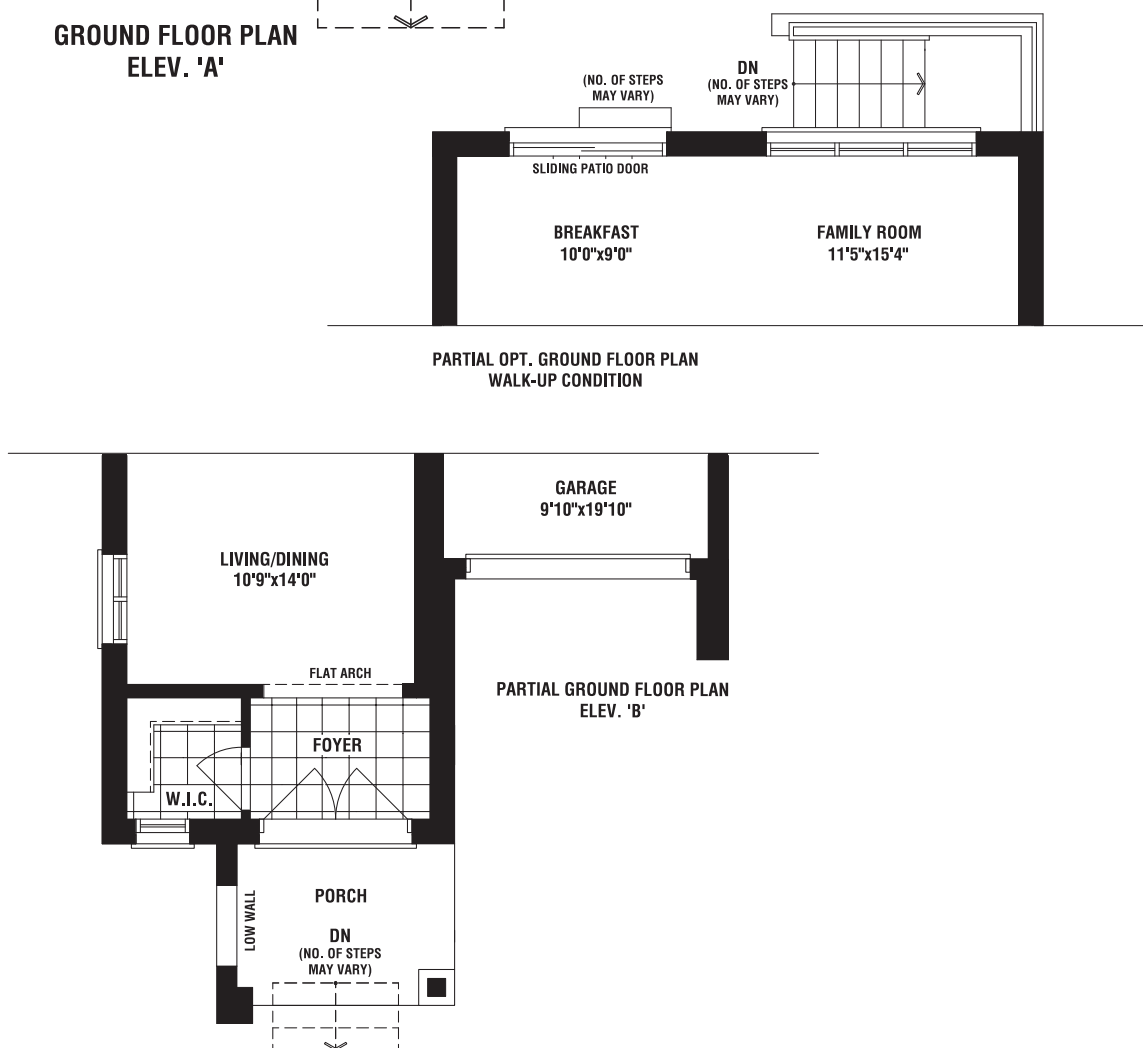 GROUND FLOOR PLAN
ELEV. 'A'
(NO. OF STEPS
MAY VARY)
DN
(NO. OF STEPS
MAY VARY)
SLIDING PATIO DOOR
BREAKFAST
10'0"x9'0"
FAMILY ROOM
11'5"x15'4"
PARTIAL OPT. GROUND FLOOR PLAN
WALK-UP CONDITION
GARAGE
9'10"x19'10"
LIVING/DINING
10'9"x14'0"
FLAT ARCH
PARTIAL GROUND FLOOR PLAN
ELEV. 'B'
FOYER
W.I.C.
LOW WALL
PORCH
DN
(NO. OF STEPS
MAY VARY)